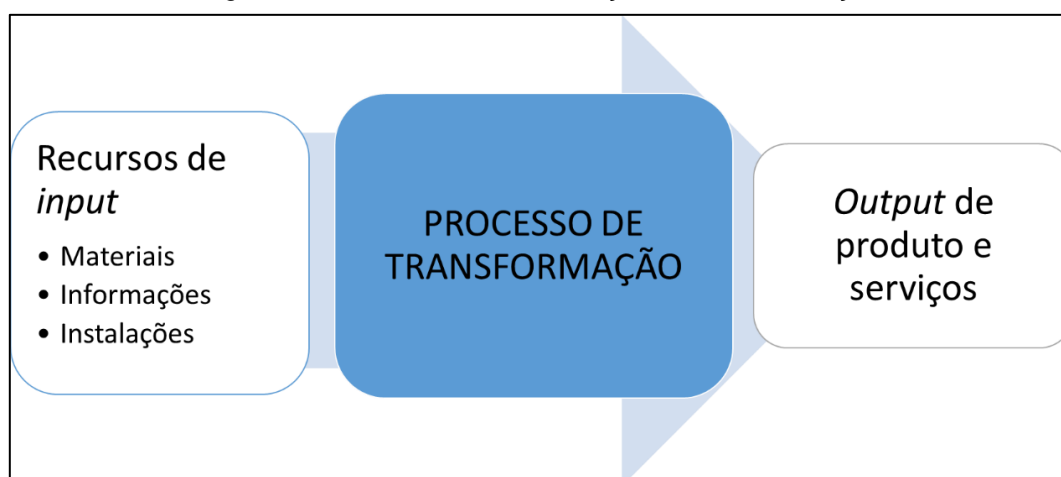 Recursos de
input
• Materiais
• Informações
• Instalações
PROCESSO DE
TRANSFORMAÇÃO
Output de
produto e
serviços